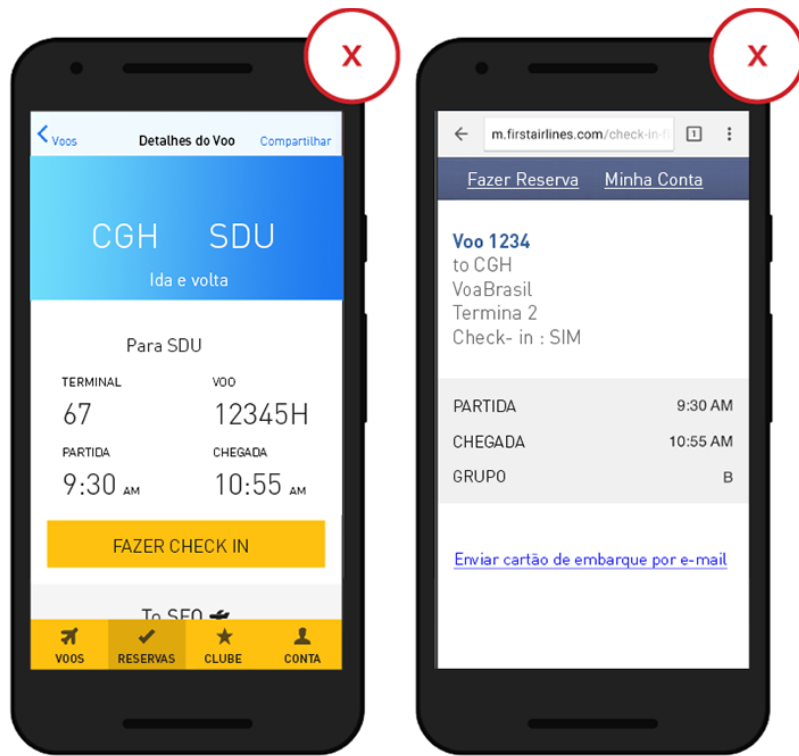 X
Voos Detalhes do Voo Compartilhar
CGH SDU
Ida e volta
Para SDU
TERMINAL VOO
67 12345H
PARTIDA CHEGADA
9:30 AM 10:55 AM
FAZER CHECK IN
To SFO
VOOS RESERVAS CLUBE CONTA
X
m.firstairlines.com/check-in-fl 1
Fazer Reserva Minha Conta
Voo 1234
to CGH
VoaBrasil
Termina 2
Check- in : SIM
PARTIDA 9:30 AM
CHEGADA 10:55 AM
GRUPO B
Enviar cartão de embarque por e-mail